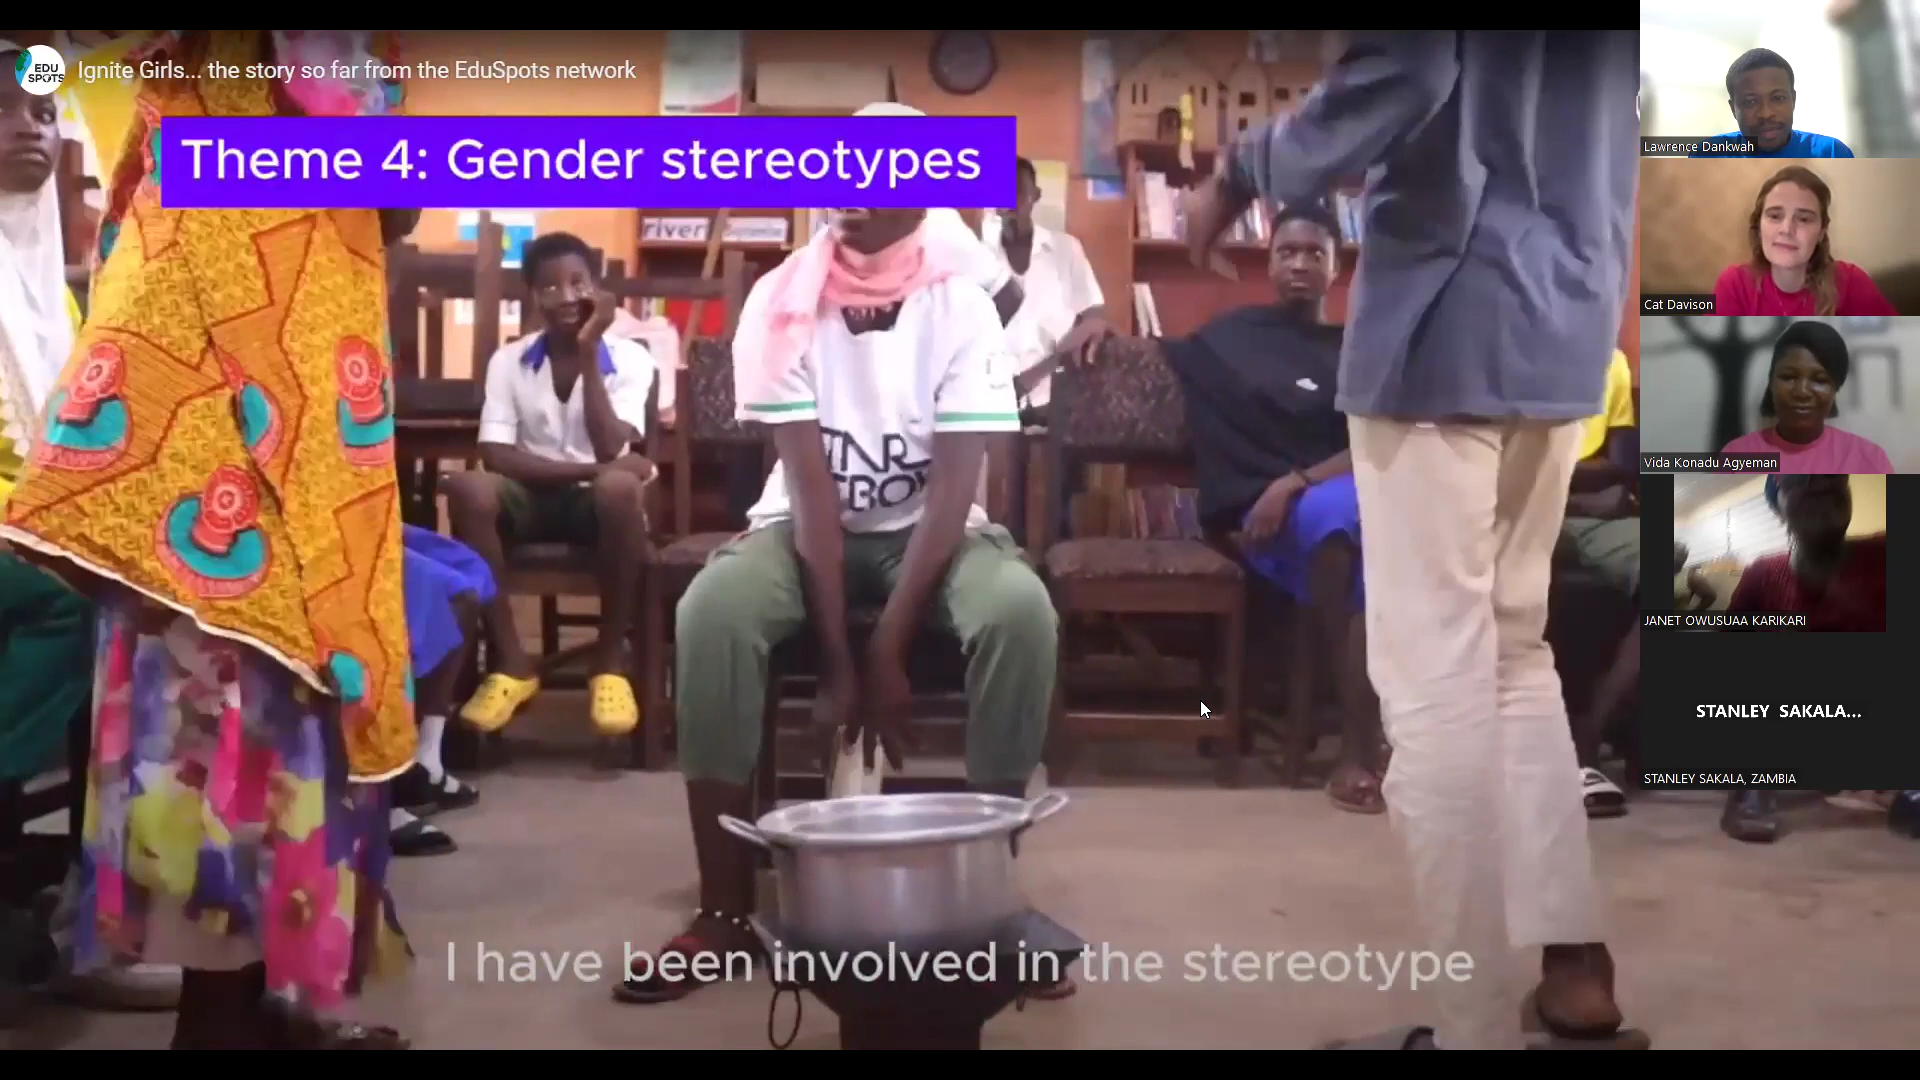 EDU
SPOTS
Ignite Girls... the story so far from the EduSpots network
Theme 4: Gender stereotypes
river
I have been involved in the stereotype
Lawrence Dankwah
Cat Davison
Vida Konadu Agyeman
JANET OWUSUAA KARIKARI
STANLEY SAKALA...
STANLEY SAKALA, ZAMBIA